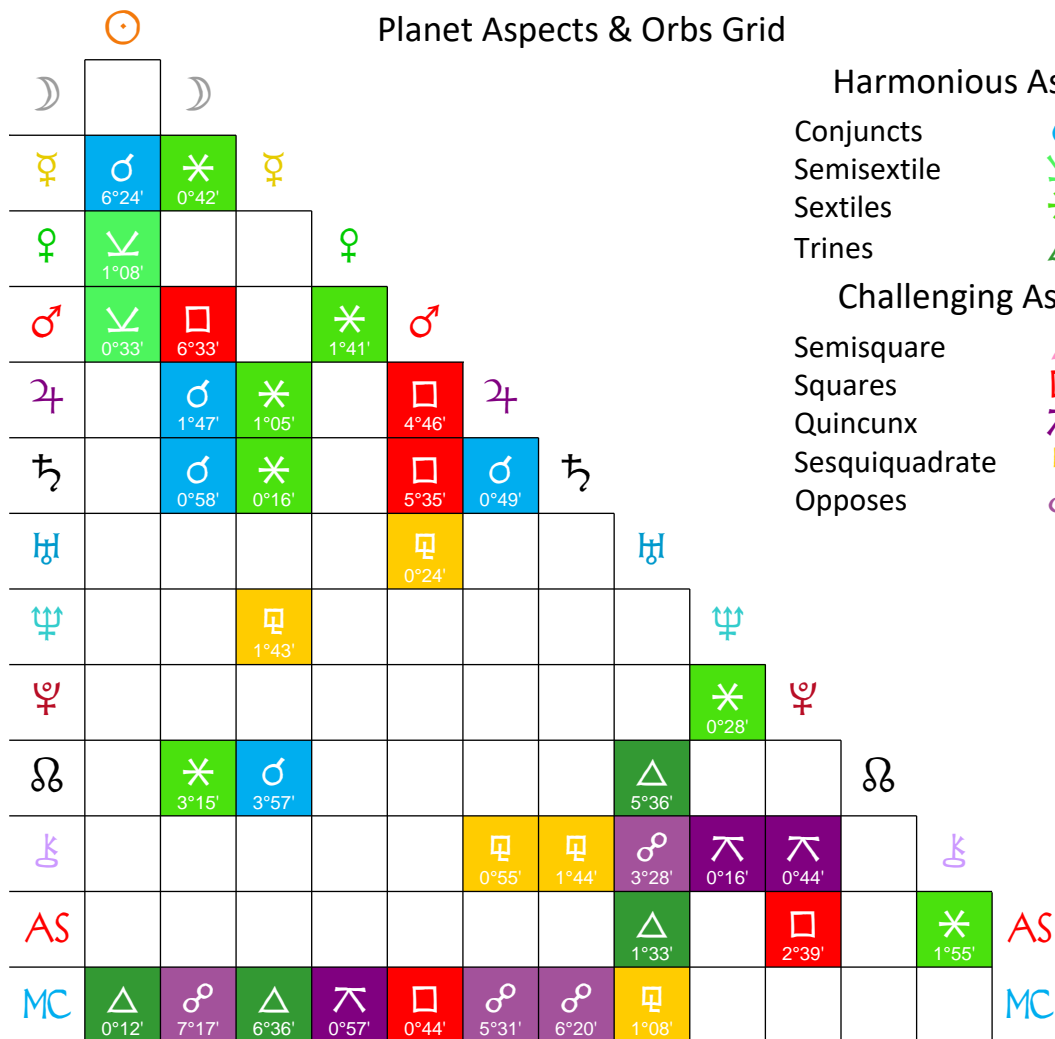 Planet Aspects & Orbs Grid
Harmonious As
Conjuncts
Semisextile
Sextiles
Trines
Challenging As
Semisquare
Squares
Quincunx
Sesquiquadrate
Opposes
6°24' 0°42'
1°08'
0°33' 6°33' 1°41'
1°47' 1°05' 4°46'
0°58' 0°16' 5°35' 0°49'
0°24'
1°43'
0°28'
3°15' 3°57' 5°36'
0°55' 1°44' 3°28' 0°16' 0°44'
AS 1°33' 2°39' 1°55' AS
MC 0°12' 7°17' 6°36' 0°57' 0°44' 5°31' 6°20' 1°08' MC